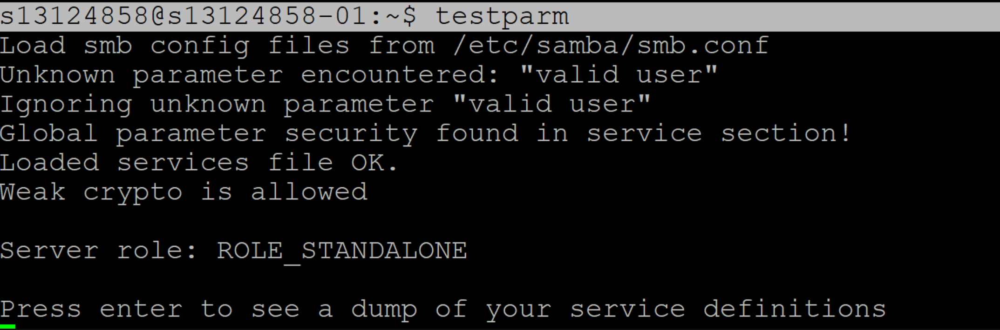 s13124858@s13124858-01:~$ testparm
Load smb config files from /etc/samba/smb.conf
Unknown parameter encountered: "valid user"
Ignoring unknown parameter "valid user"
Global parameter security found in service section!
Loaded services file OK.
Weak crypto is allowed
Server role: ROLE_STANDALONE
Press enter to see a dump of your service definitions